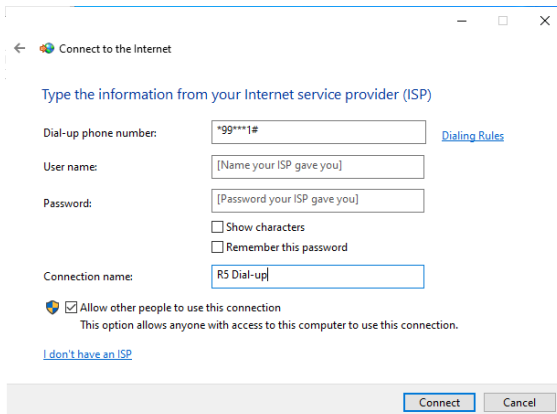 Connect to the Internet
Type the information from your Internet service provider (ISP)
Dial-up phone number: *99***1# Dialing Rules
User name: [Name your ISP gave you]
Password: [Password your ISP gave you]
Show characters
Remember this password
Connection name: R5 Dial-up
Allow other people to use this connection
This option allows anyone with access to this computer to use this connection.
I don't have an ISP
Connect Cancel